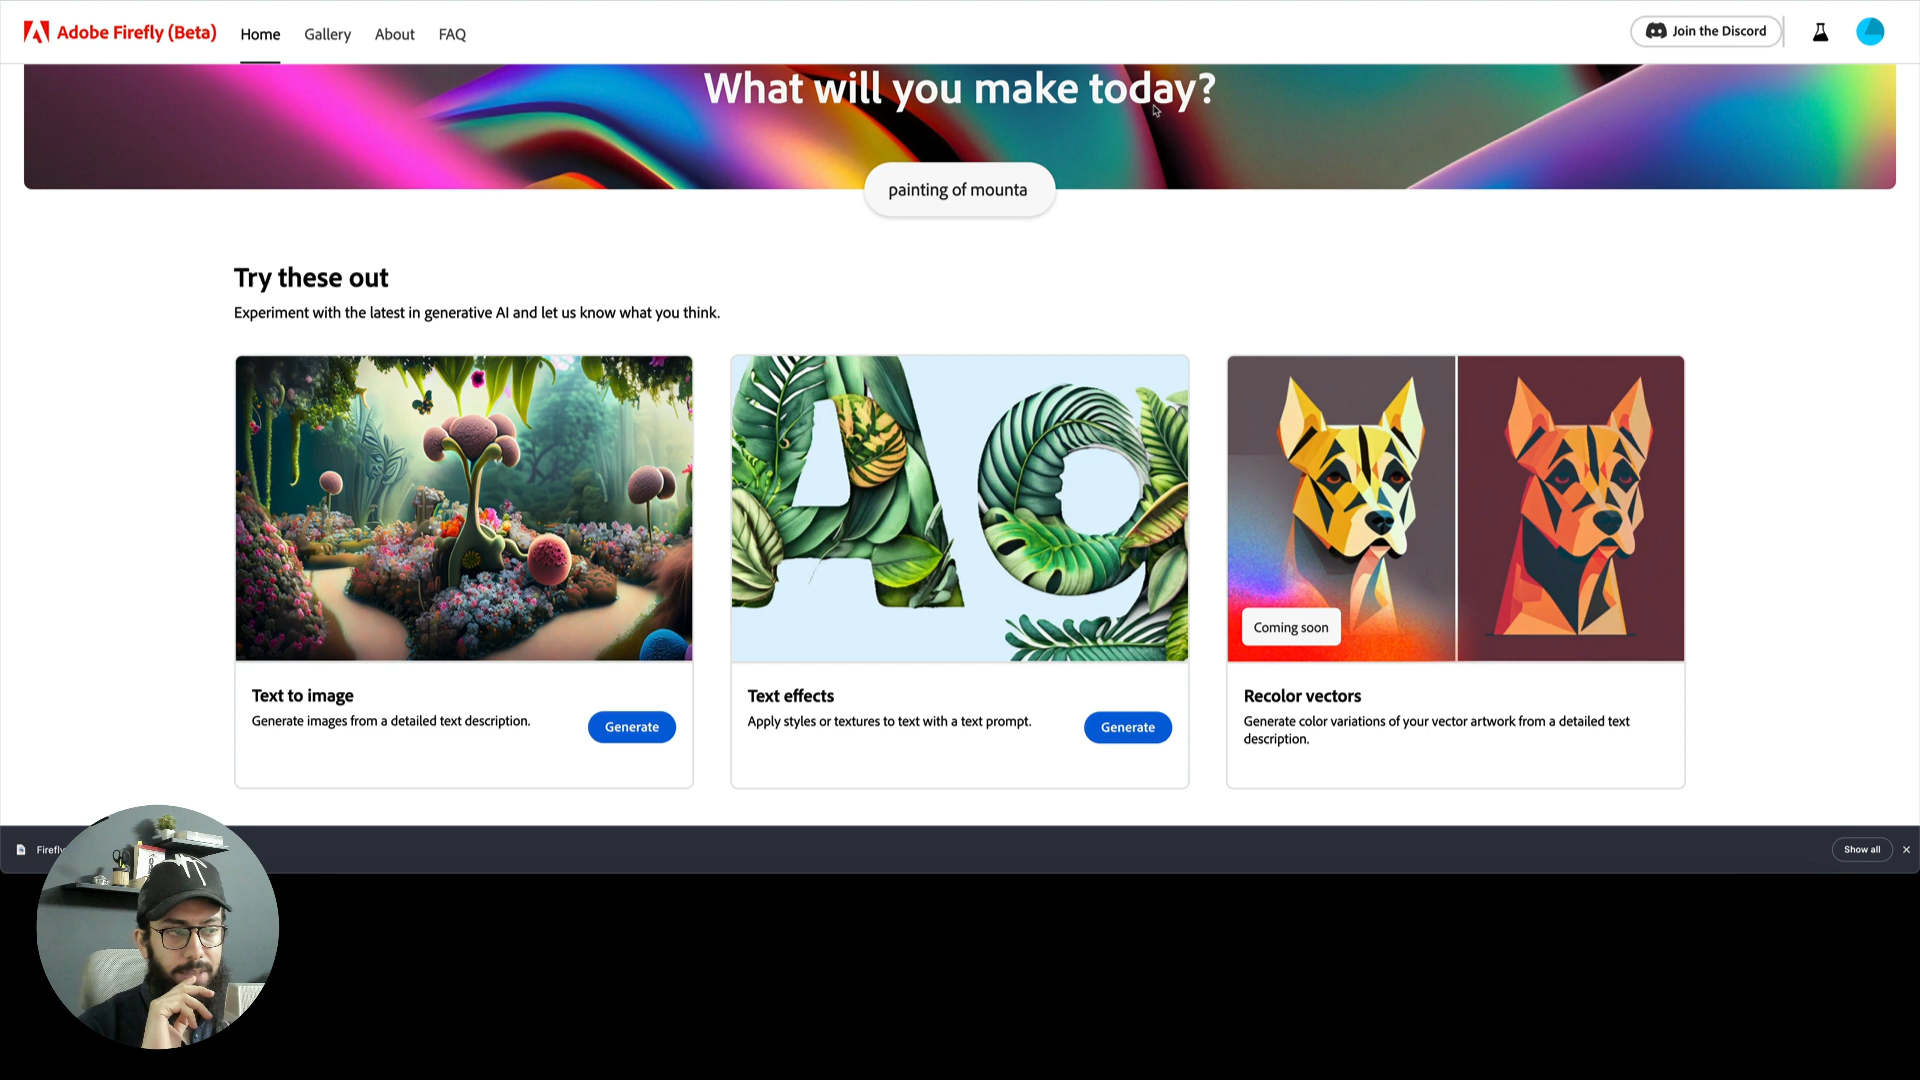 Adobe Firefly (Beta)
Home
Gallery
About
FAQ
Join the Discord
What will you make today?
painting of mounta
Try these out
Experiment with the latest in generative AI and let us know what you think.
Coming soon
Text to image
Generate images from a detailed text description.
Generate
Text effects
Apply styles or textures to text with a text prompt.
Generate
Recolor vectors
Generate color variations of your vector artwork from a detailed text
description.
Firefly
Show all